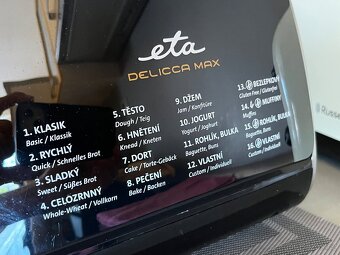 eta
DELICCA MAX
1. KLASIK
Basic / Klassik
2. RYCHLÝ
Quick / Schnelles Brot
3. SLADKÝ
Sweet / Süßes Brot
4. CELOZRNNÝ
Whole-Wheat / Vollkorn
5. TĚSTO
Dough / Teig
6. HNĚTENÍ
Knead / Kneten
7. DORT
Cake / Torte-Gebäck
8. PEČENÍ
Bake / Backen
9. DŽEM
Jam / Konfitüre
10. JOGURT
Yogurt / Joghurt
11. ROHLÍK, BULKA
Baguette, Buns
12. VLASTNÍ
Custom / Individuell
13. BEZLEPKOVÝ
Gluten Free / Glutenfrei
14. MUFFINY
Muffins
15. ROHLÍK, BULKA
Baguette, Buns
16. VLASTNÍ
Custom / Individuell
Russe